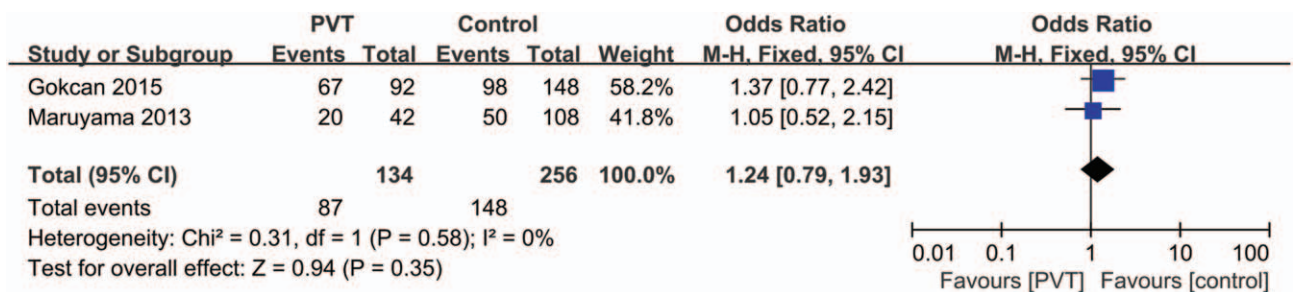 PVT Control Odds Ratio Odds Ratio
Study or Subgroup Events Total Events Total Weight M-H, Fixed, 95% CI M-H, Fixed, 95% CI
Gokcan 2015 67 92 98 148 58.2% 1.37 [0.77, 2.42]
Maruyama 2013 20 42 50 108 41.8% 1.05 [0.52, 2.15]
Total (95% CI) 134 256 100.0% 1.24 [0.79, 1.93]
Total events 87 148
Heterogeneity: Chi² = 0.31, df = 1 (P = 0.58); I² = 0%
Test for overall effect: Z = 0.94 (P = 0.35)
0.01 0.1 1 10 100
Favours [PVT] Favours [control]